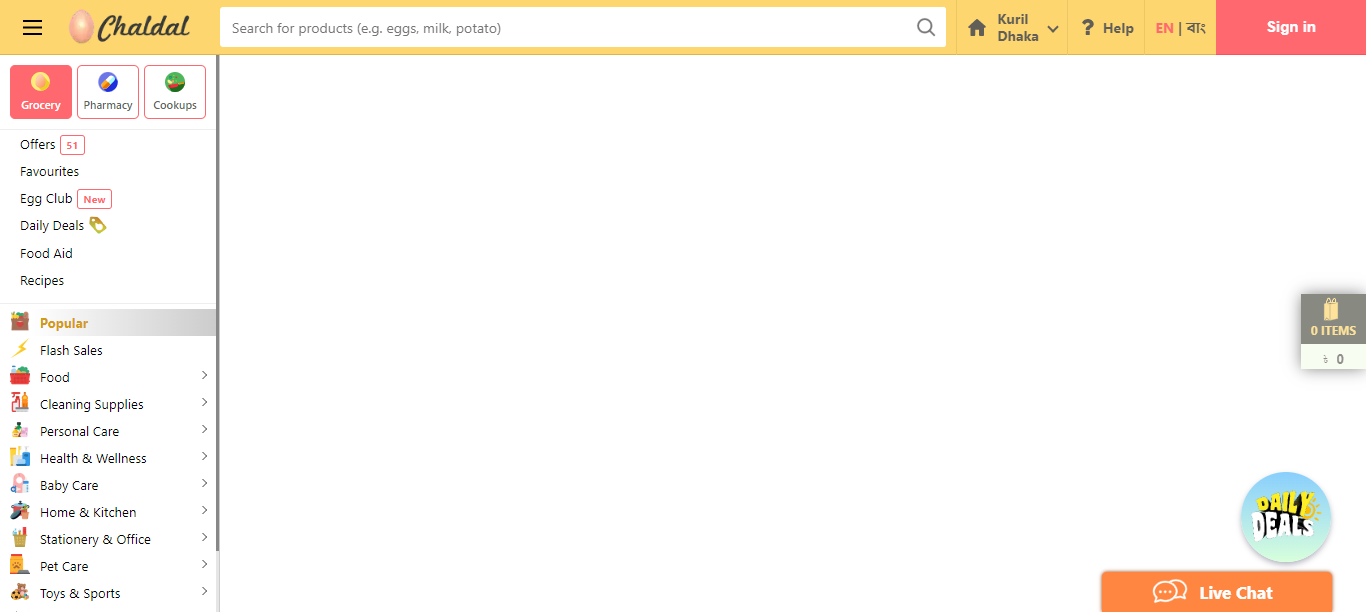 Chaldal
Search for products (e.g. eggs, milk, potato)
Kuril
Dhaka
Help
EN | বাং
Sign in
Grocery
Pharmacy
Cookups
Offers 51
Favourites
Egg Club New
Daily Deals
Food Aid
Recipes
Popular
Flash Sales
Food
Cleaning Supplies
Personal Care
Health & Wellness
Baby Care
Home & Kitchen
Stationery & Office
Pet Care
Toys & Sports
0 ITEMS
৳ 0
DAILY
DEALS
Live Chat